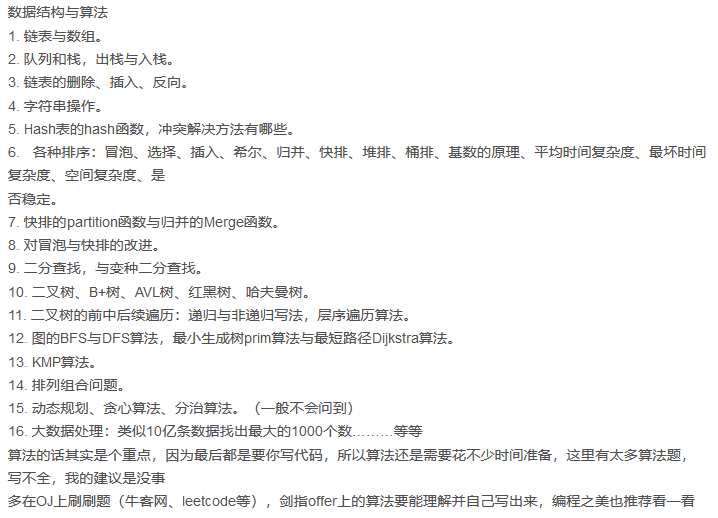 数据结构与算法
1. 链表与数组。
2. 队列和栈，出栈与入栈。
3. 链表的删除、插入、反向。
4. 字符串操作。
5. Hash表的hash函数，冲突解决方法有哪些。
6. 各种排序：冒泡、选择、插入、希尔、归并、快排、堆排、桶排、基数的原理、平均时间复杂度、最坏时间
复杂度、空间复杂度、是
否稳定。
7. 快排的partition函数与归并的Merge函数。
8. 对冒泡与快排的改进。
9. 二分查找，与变种二分查找。
10. 二叉树、B+树、AVL树、红黑树、哈夫曼树。
11. 二叉树的前中后续遍历：递归与非递归写法，层序遍历算法。
12. 图的BFS与DFS算法，最小生成树prim算法与最短路径Dijkstra算法。
13. KMP算法。
14. 排列组合问题。
15. 动态规划、贪心算法、分治算法。（一般不会问到）
16. 大数据处理：类似10亿条数据找出最大的1000个数………等等
算法的话其实是个重点，因为最后都是要你写代码，所以算法还是需要花不少时间准备，这里有太多算法题，
写不全，我的建议是没事
多在OJ上刷刷题（牛客网、leetcode等），剑指offer上的算法要能理解并自己写出来，编程之美也推荐看一看